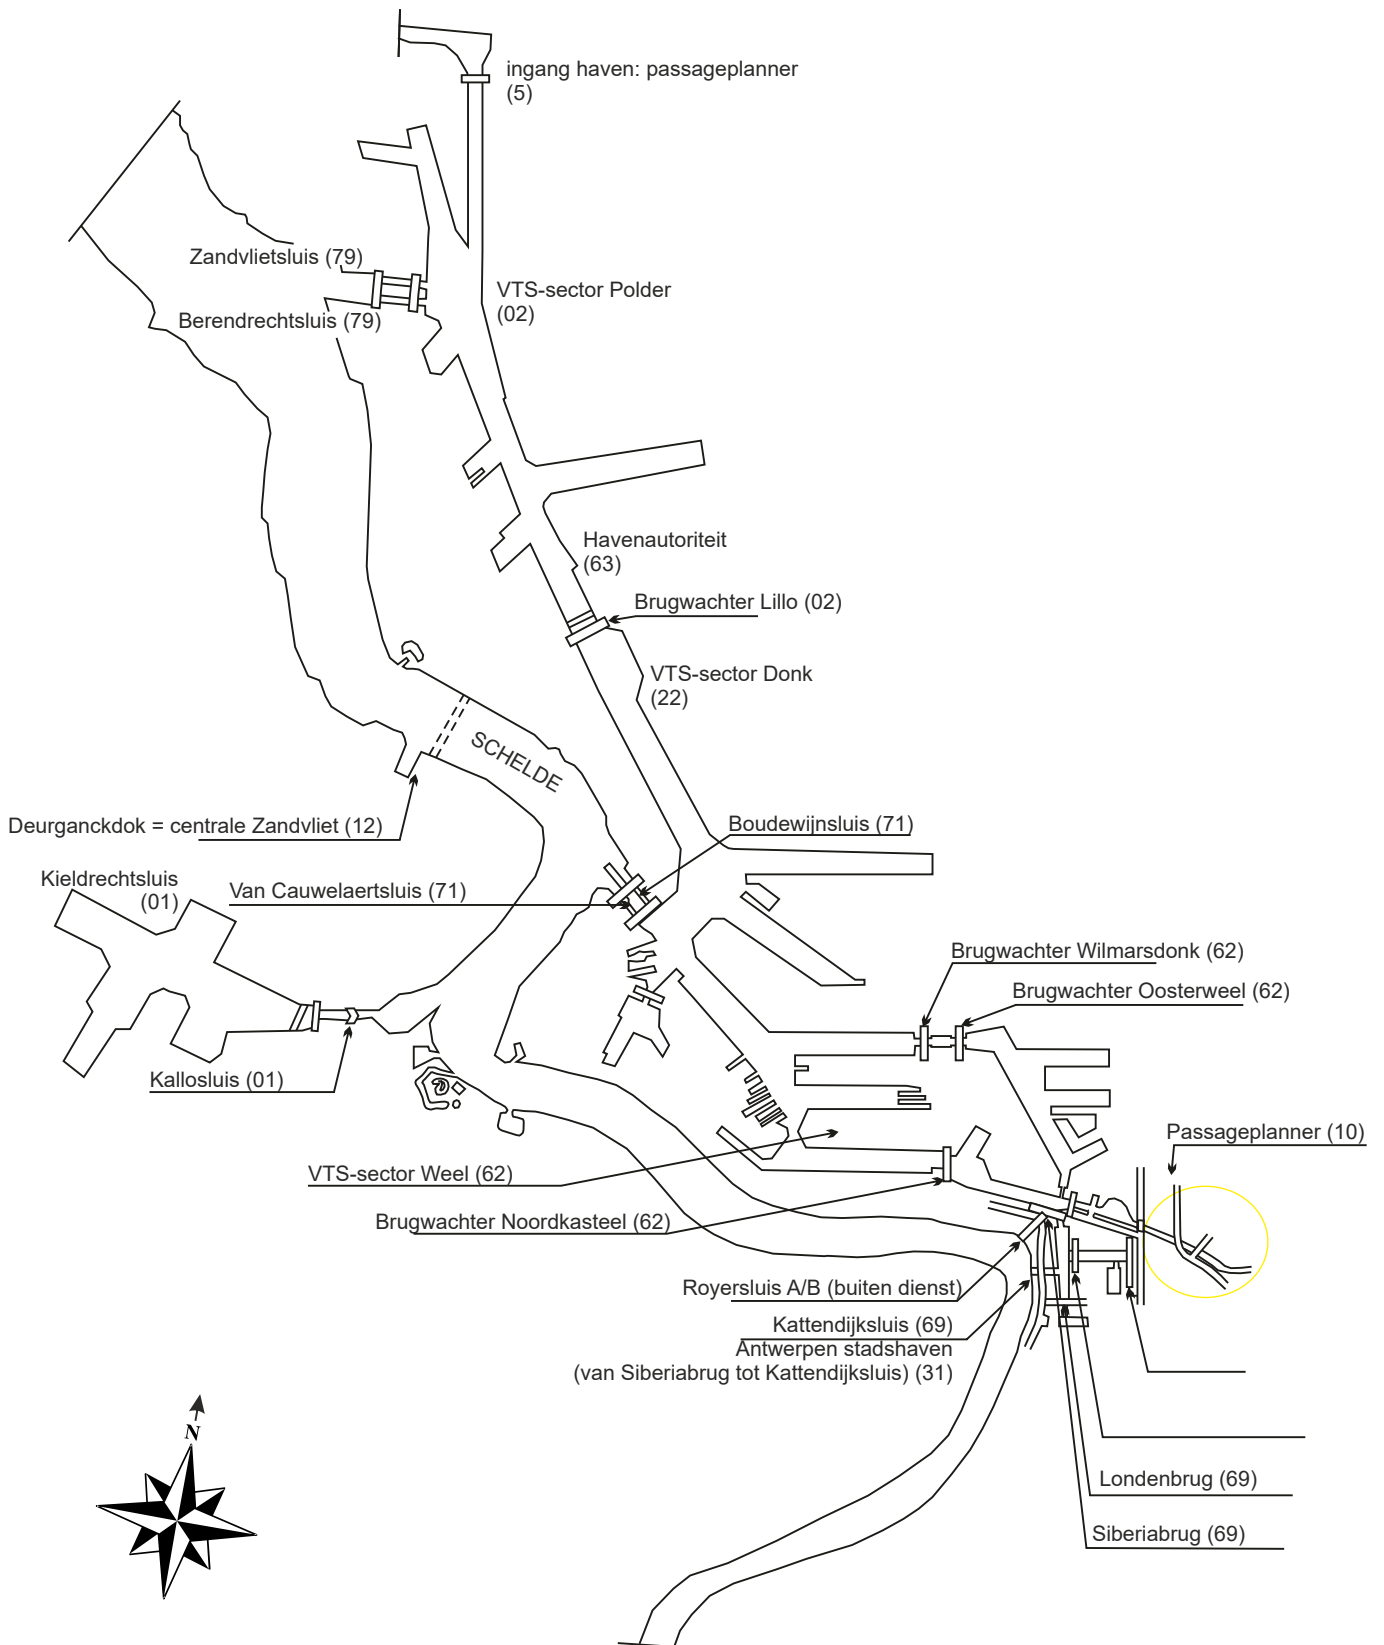 ingang haven: passageplanner
(5)
Zandvlietsluis (79)
VTS-sector Polder
(02)
Berendrechtsluis (79)
Havenautoriteit
(63)
Brugwachter Lillo (02)
VTS-sector Donk
(22)
SCHELDE
Deurganckdok = centrale Zandvliet (12)
Boudewijnsluis (71)
Kieldrechtsluis
(01)
Van Cauwelaertsluis (71)
Brugwachter Wilmarsdonk (62)
Brugwachter Oosterweel (62)
Kallosluis (01)
Passageplanner (10)
VTS-sector Weel (62)
Brugwachter Noordkasteel (62)
Royersluis A/B (buiten dienst)
Kattendijksluis (69)
Antwerpen stadshaven
(van Siberiabrug tot Kattendijksluis) (31)
N
Londenbrug (69)
Siberiabrug (69)